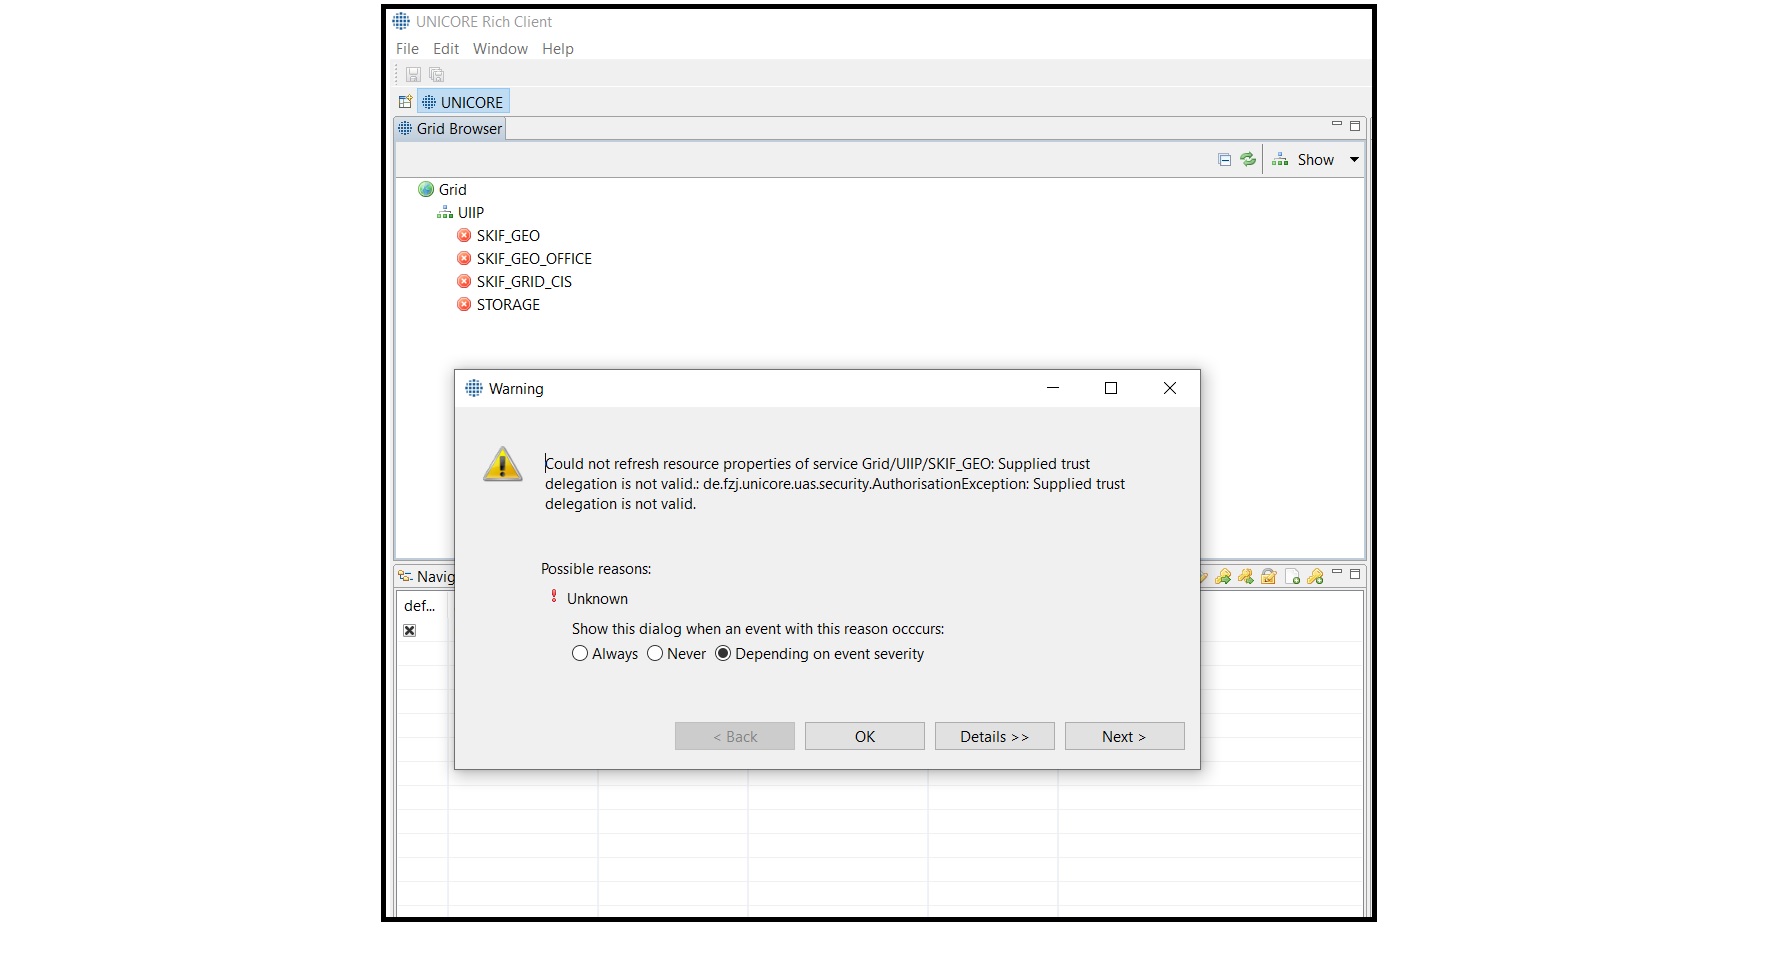 UNICORE Rich Client
File Edit Window Help
UNICORE
Grid Browser
Show
Grid
UIIP
SKIF_GEO
SKIF_GEO_OFFICE
SKIF_GRID_CIS
STORAGE
Warning
Could not refresh resource properties of service Grid/UIIP/SKIF_GEO: Supplied trust
delegation is not valid.: de.fzj.unicore.uas.security.AuthorisationException: Supplied trust
delegation is not valid.
Possible reasons:
Unknown
Show this dialog when an event with this reason occcurs:
Always Never Depending on event severity
< Back OK Details >> Next >
Navig
def...